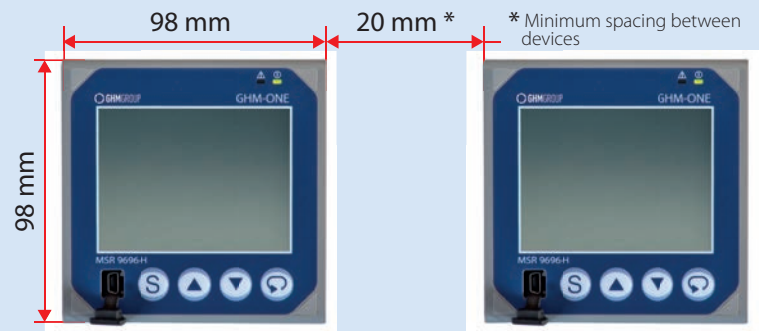 98 mm
20 mm *
* Minimum spacing between
devices
98 mm
GHMGROUP
GHM-ONE
MSR 9696-H
S
GHMGROUP
GHM-ONE
MSR 9696-H
S